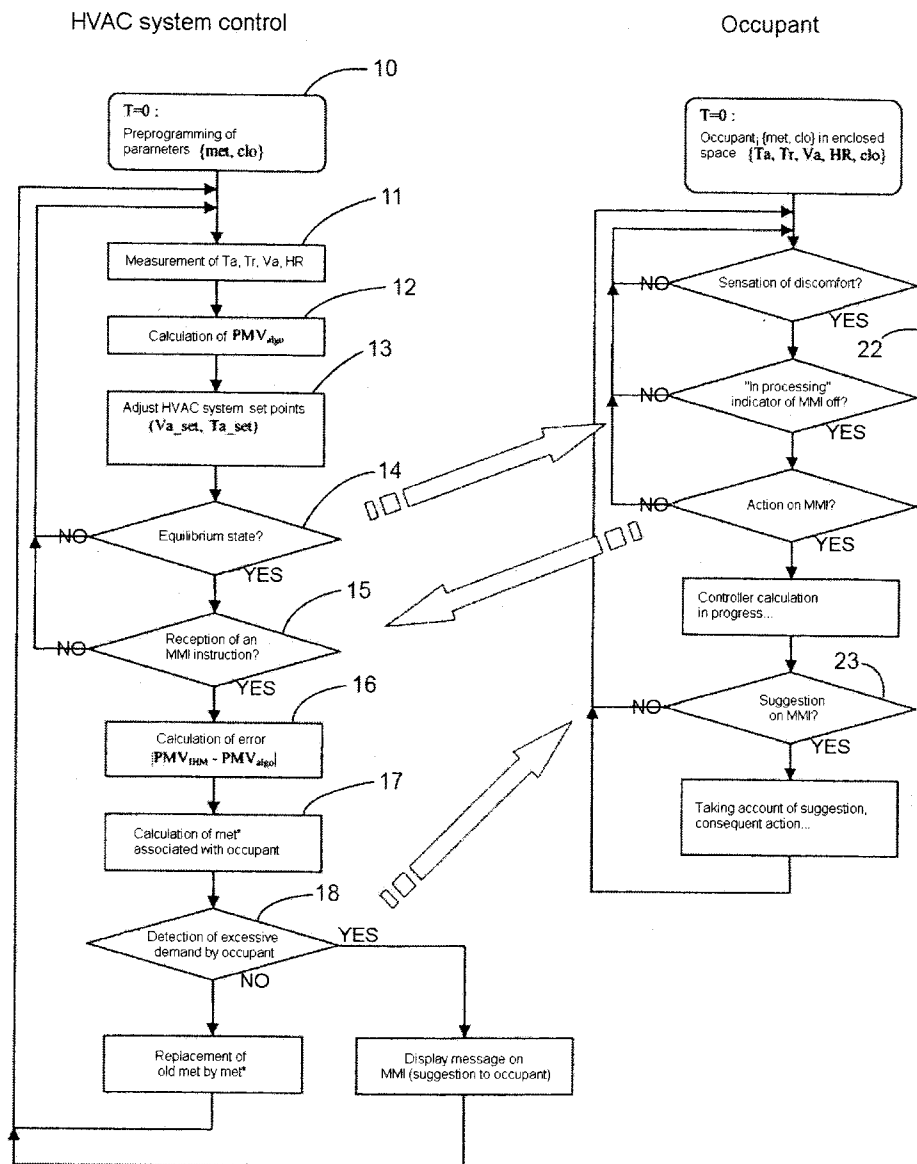 HVAC system control
Occupant
10
T=0 :
Preprogramming of
parameters {met, clo}
11
Measurement of Ta, Tr, Va, HR
12
Calculation of PMValgo
13
Adjust HVAC system set points
(Va_set, Ta_set)
14
Equilibrium state?
NO
YES
15
Reception of an
MMI instruction?
NO
YES
16
Calculation of error
|PMVIHM - PMValgo|
17
Calculation of met*
associated with occupant
18
Detection of excessive
demand by occupant
YES
NO
Replacement of
old met by met*
Display message on
MMI (suggestion to occupant)
T=0 :
Occupanti {met, clo} in enclosed
space {Ta, Tr, Va, HR, clo}
Sensation of discomfort?
NO
YES
22
"In processing"
indicator of MMI off?
NO
YES
Action on MMI?
NO
YES
Controller calculation
in progress...
23
Suggestion
on MMI?
NO
YES
Taking account of suggestion,
consequent action...